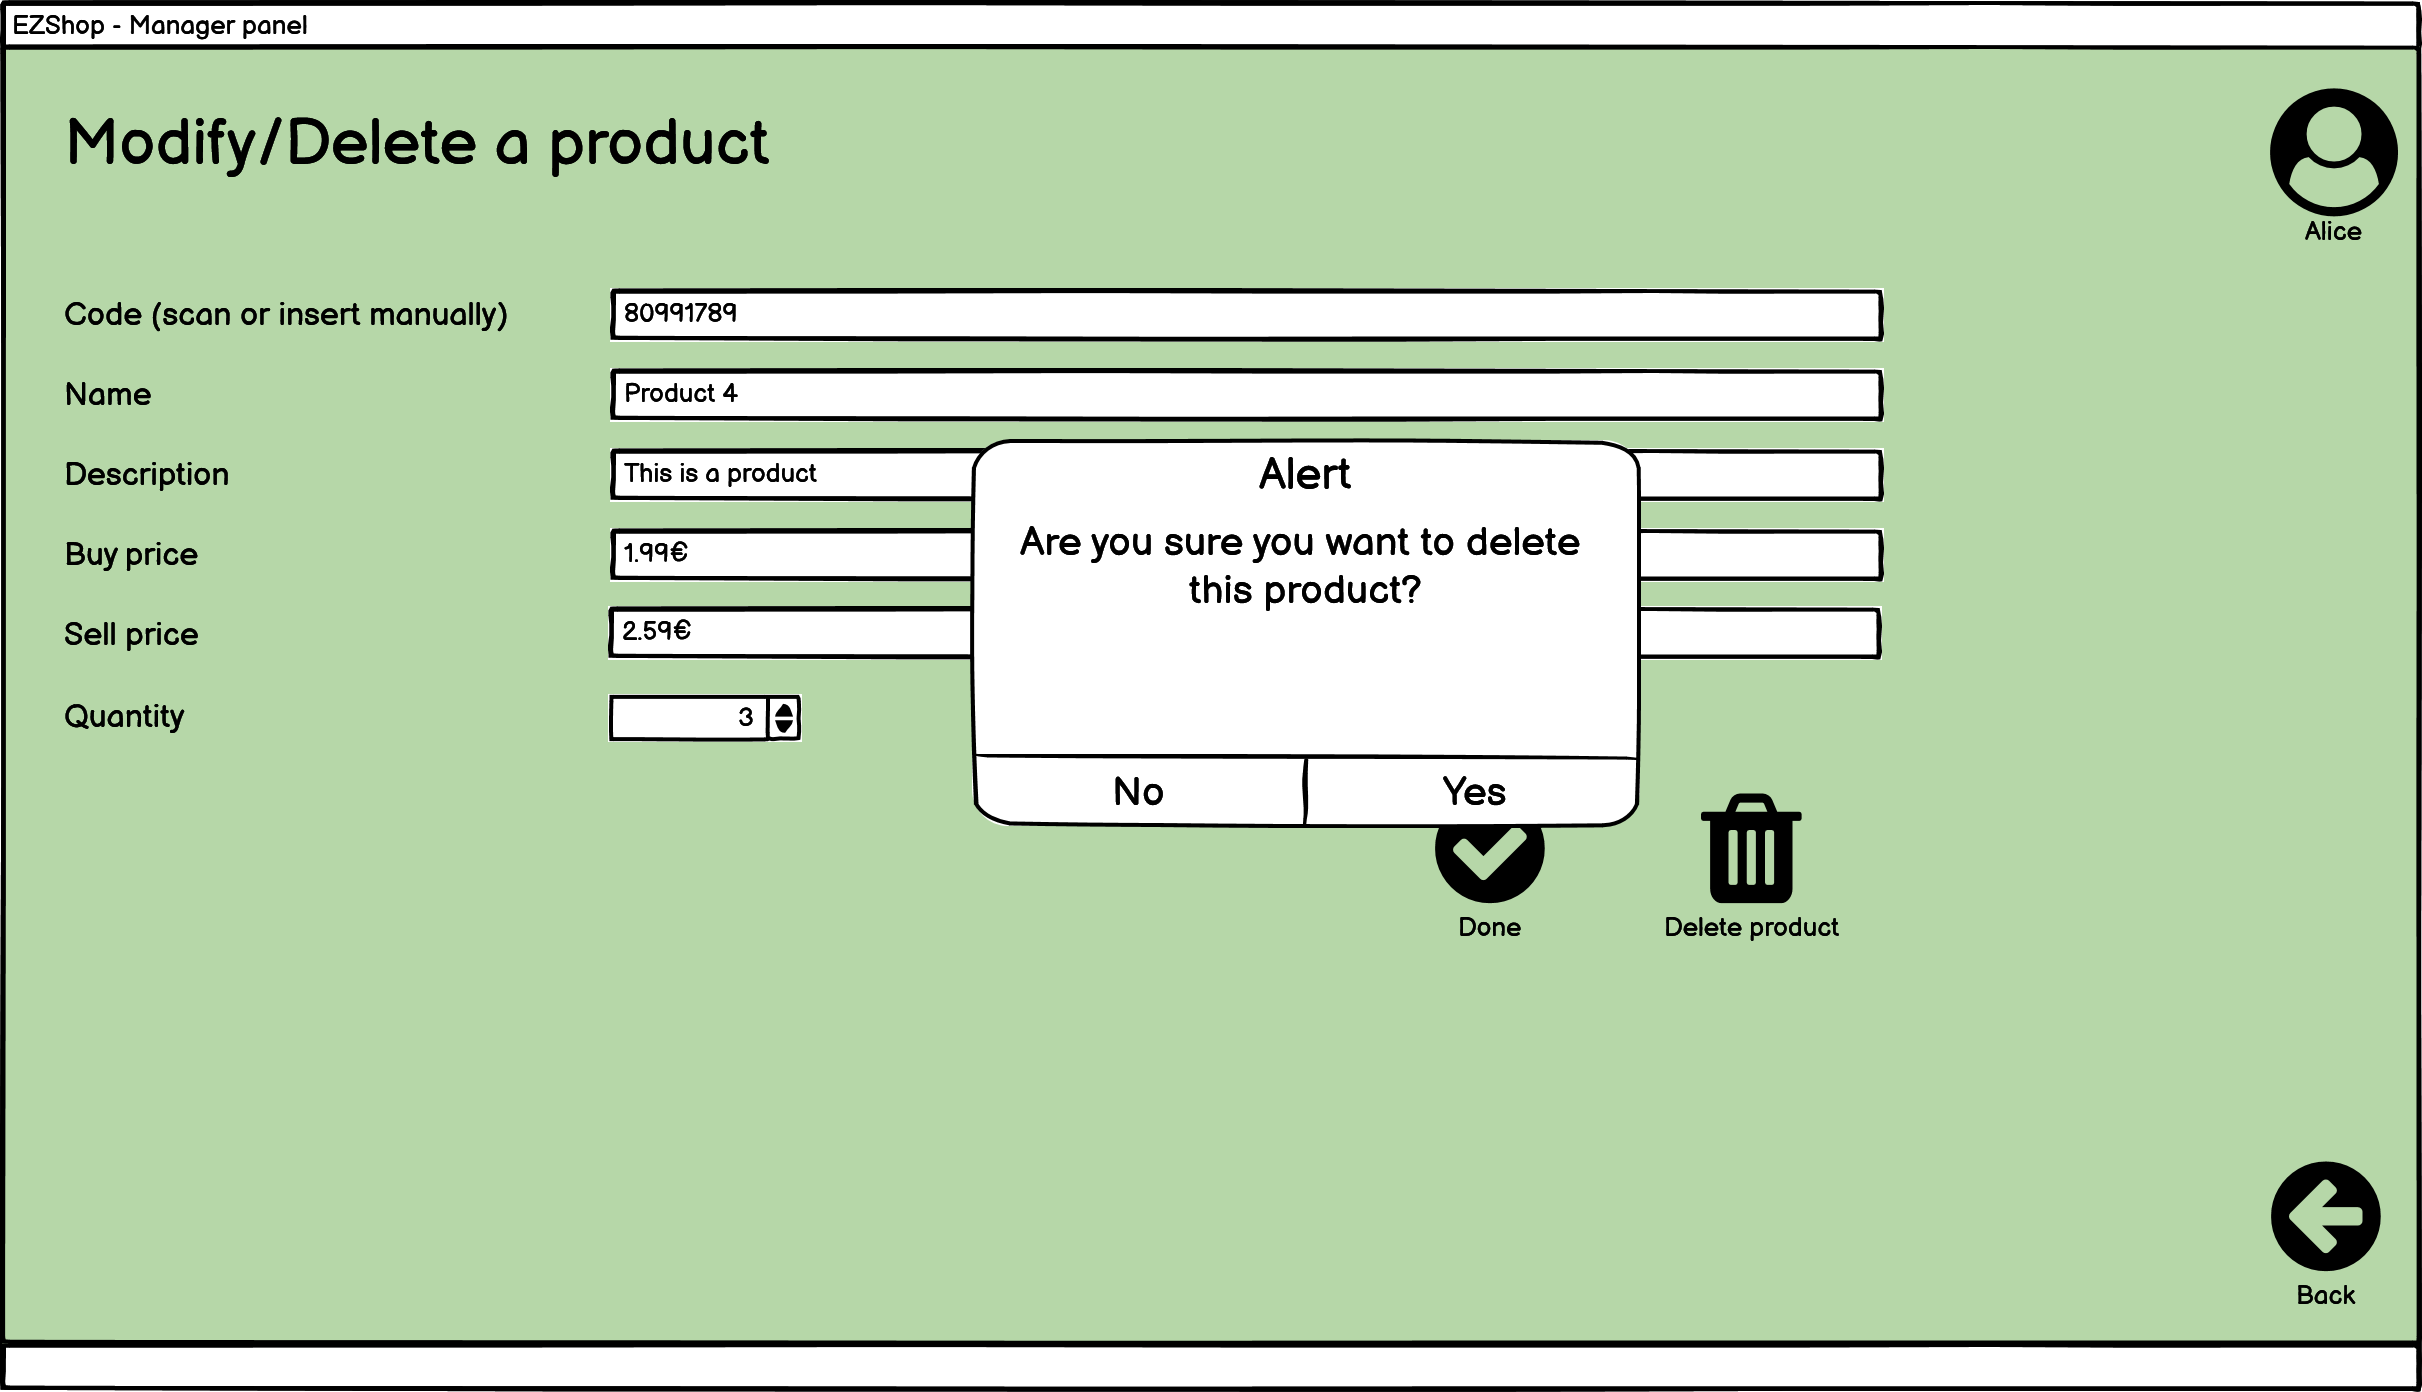 EZShop - Manager panel
Modify/Delete a product
Alice
Code (scan or insert manually)
80991789
Name
Product 4
Description
This is a product
Buy price
1.99€
Sell price
2.59€
Quantity
3
Alert
Are you sure you want to delete
this product?
No
Yes
Done
Delete product
Back